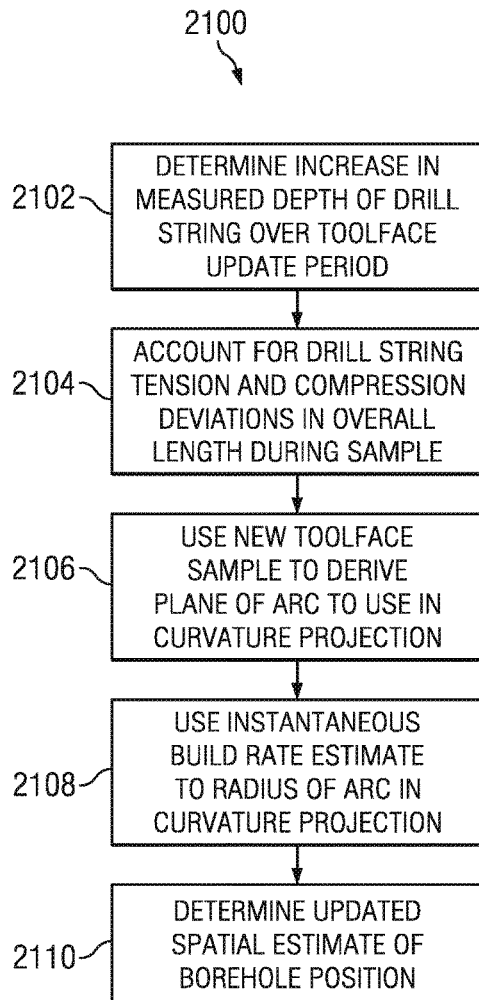 2100
2102
DETERMINE INCREASE IN
MEASURED DEPTH OF DRILL
STRING OVER TOOLFACE
UPDATE PERIOD
2104
ACCOUNT FOR DRILL STRING
TENSION AND COMPRESSION
DEVIATIONS IN OVERALL
LENGTH DURING SAMPLE
2106
USE NEW TOOLFACE
SAMPLE TO DERIVE
PLANE OF ARC TO USE IN
CURVATURE PROJECTION
2108
USE INSTANTANEOUS
BUILD RATE ESTIMATE
TO RADIUS OF ARC IN
CURVATURE PROJECTION
2110
DETERMINE UPDATED
SPATIAL ESTIMATE OF
BOREHOLE POSITION